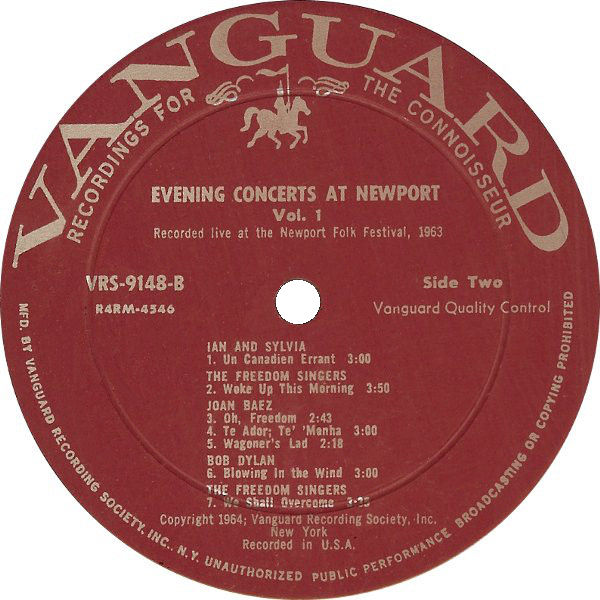 VANGUARD
RECORDINGS FOR THE CONNOISSEUR
EVENING CONCERTS AT NEWPORT
Vol. 1
Recorded live at the Newport Folk Festival, 1963
VRS-9148-B
Side Two
R4RM-4546
Vanguard Quality Control
IAN AND SYLVIA
1. Un Canadien Errant 3:00
THE FREEDOM SINGERS
2. Woke Up This Morning 3:50
JOAN BAEZ
3. Oh, Freedom 2:43
4. Te Ador; Te' 'Manha 3:00
5. Wagoner's Lad 2:18
BOB DYLAN
6. Blowing In the Wind 3:00
THE FREEDOM SINGERS
7. We Shall Overcome
Copyright 1964; Vanguard Recording Society, Inc.
New York
Recorded in U.S.A.
MFD. BY VANGUARD RECORDING SOCIETY, INC., N.Y. UNAUTHORIZED PUBLIC PERFORMANCE BROADCASTING OR COPYING PROHIBITED